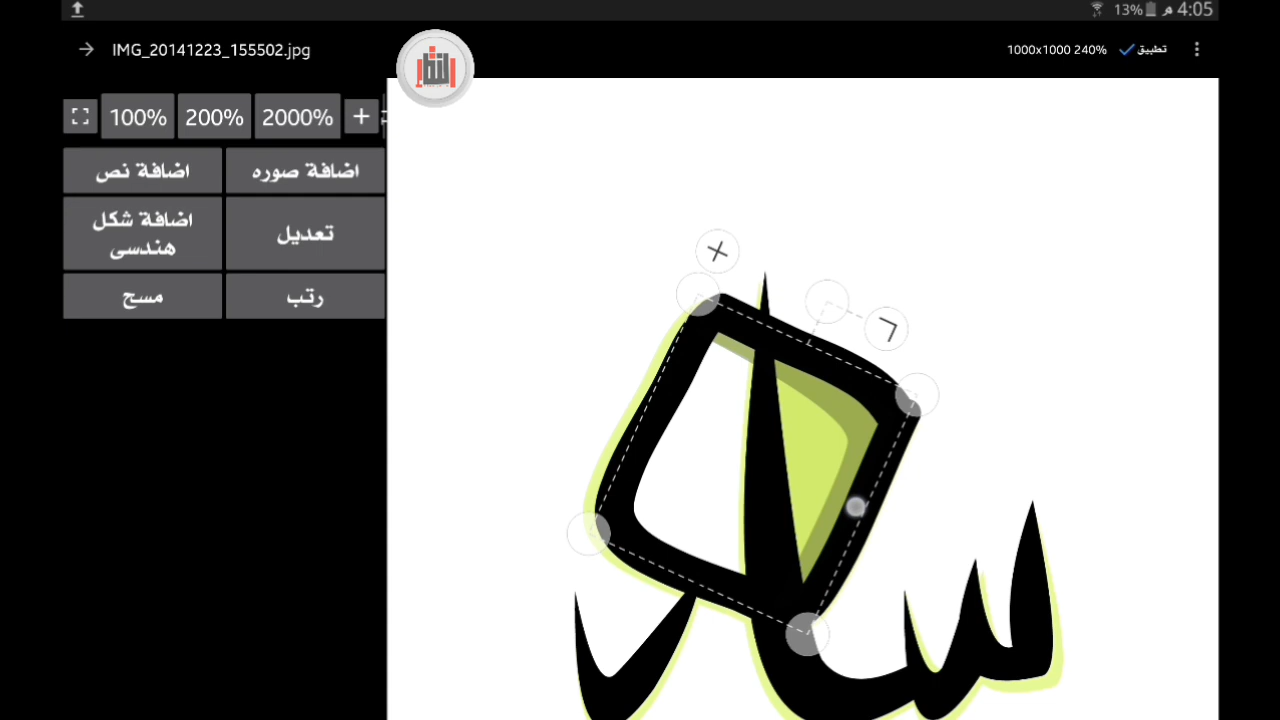 13% م 4:05
IMG_20141223_155502.jpg
1000x1000 240% تطبيق
100% 200% 2000% +
اضافة نص اضافة صوره
اضافة شكل هندسى تعديل
مسح رتب